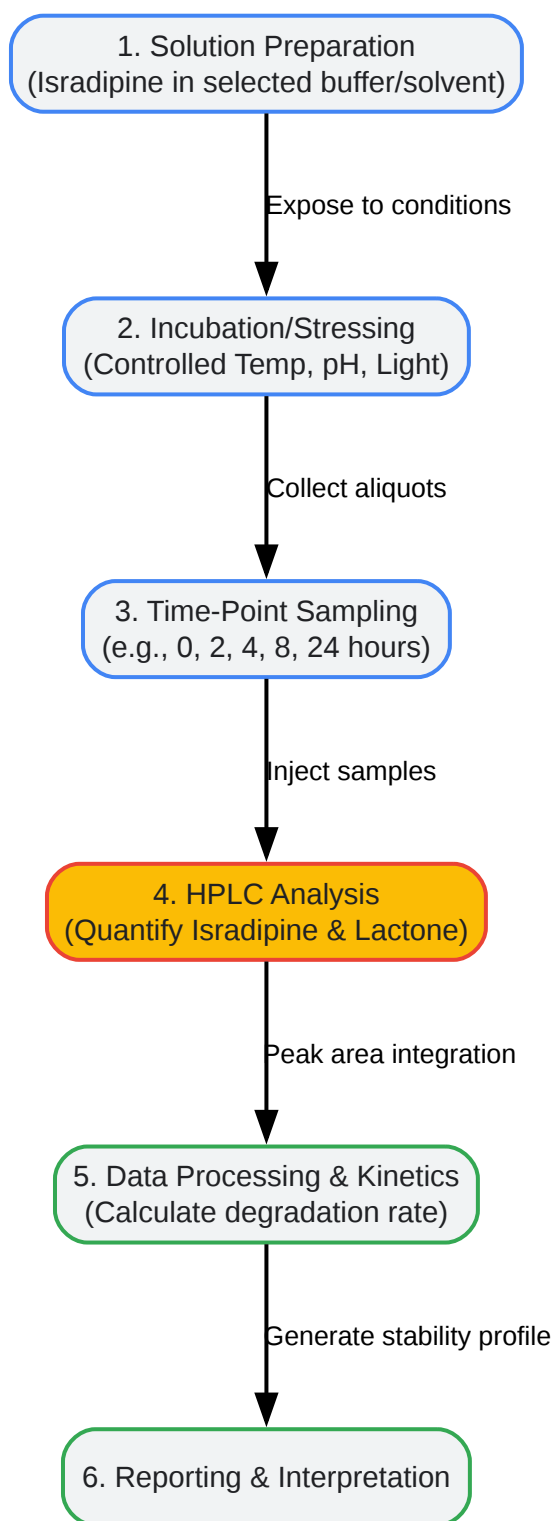 1. Solution Preparation
(Isradipine in selected buffer/solvent)
Expose to conditions
2. Incubation/Stressing
(Controlled Temp, pH, Light)
Collect aliquots
3. Time-Point Sampling
(e.g., 0, 2, 4, 8, 24 hours)
Inject samples
4. HPLC Analysis
(Quantify Isradipine & Lactone)
Peak area integration
5. Data Processing & Kinetics
(Calculate degradation rate)
Generate stability profile
6. Reporting & Interpretation